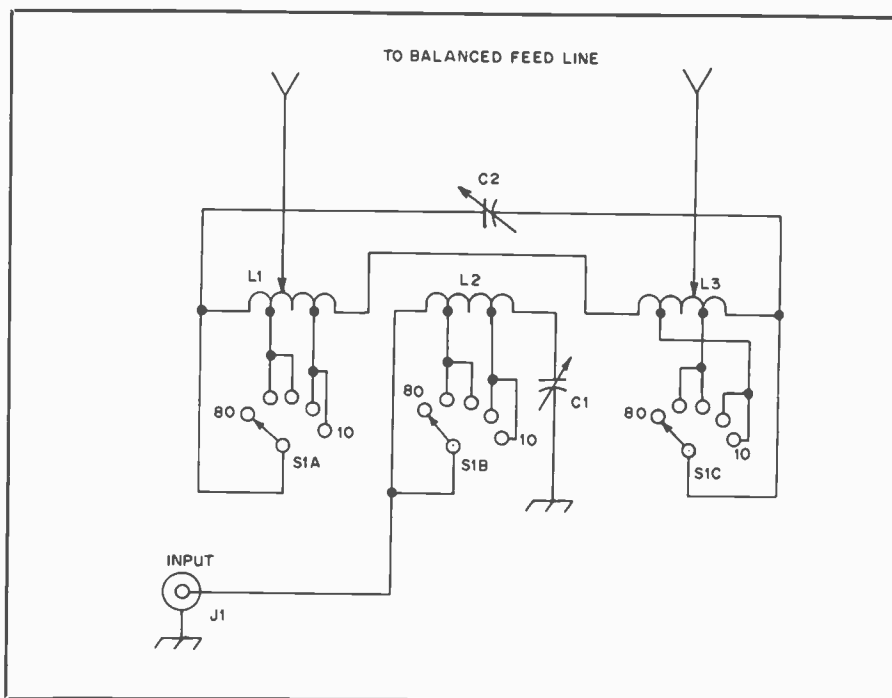 TO BALANCED FEED LINE
C2
L1
L2
L3
80
10
S1A
80
10
S1B
C1
80
10
S1C
INPUT
J1